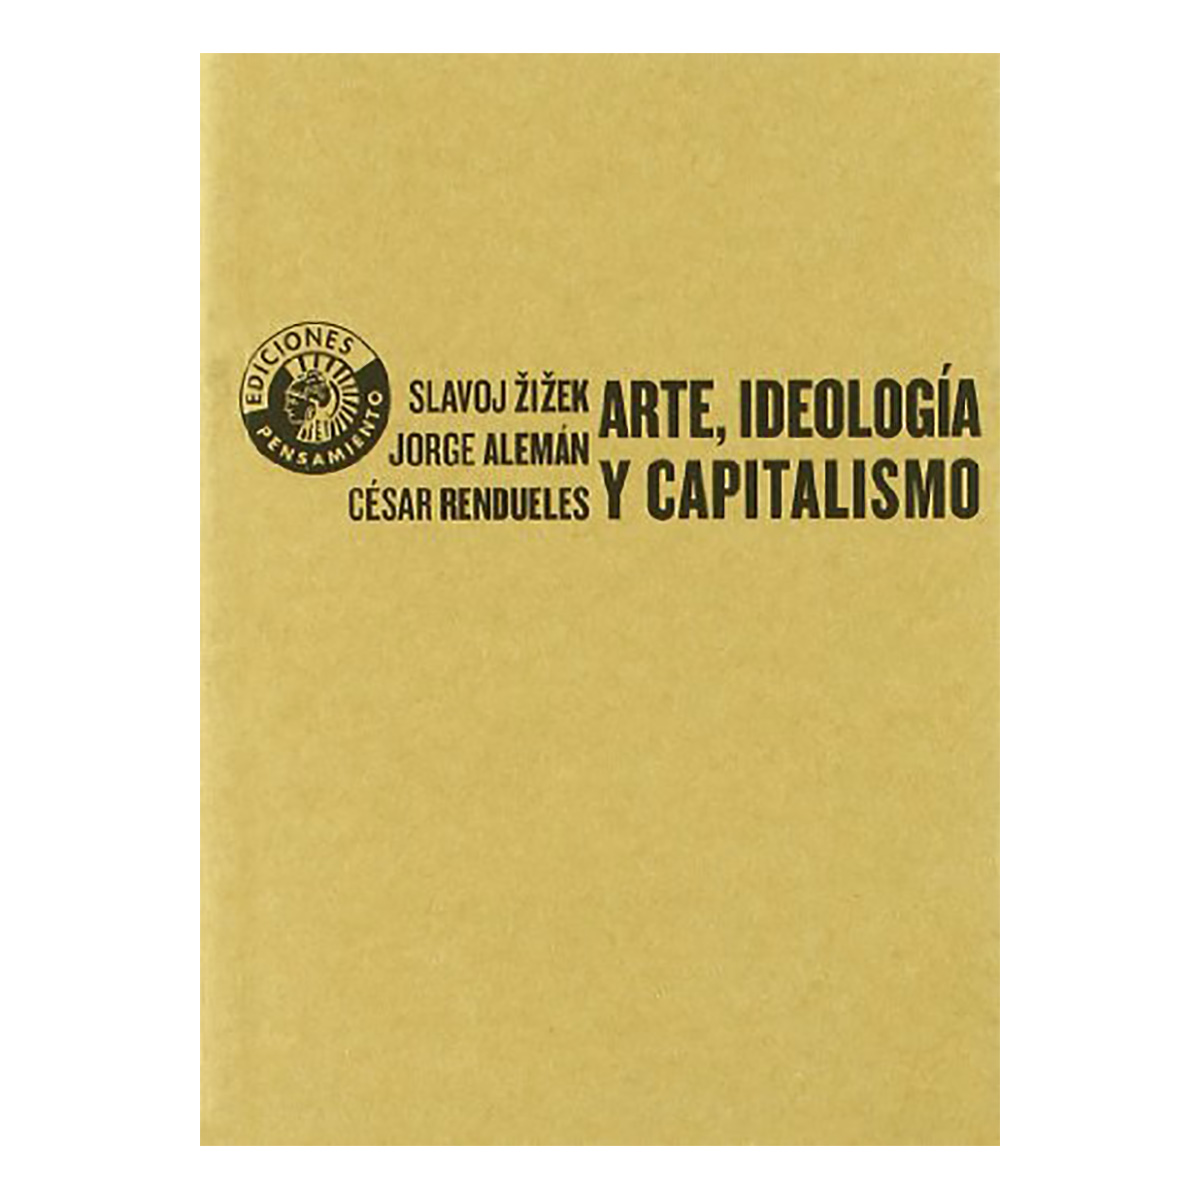 EDICIONES
PENSAMIENTO
SLAVOJ ŽIŽEK
JORGE ALEMÁN
CÉSAR RENDUELES
ARTE, IDEOLOGÍA
Y CAPITALISMO